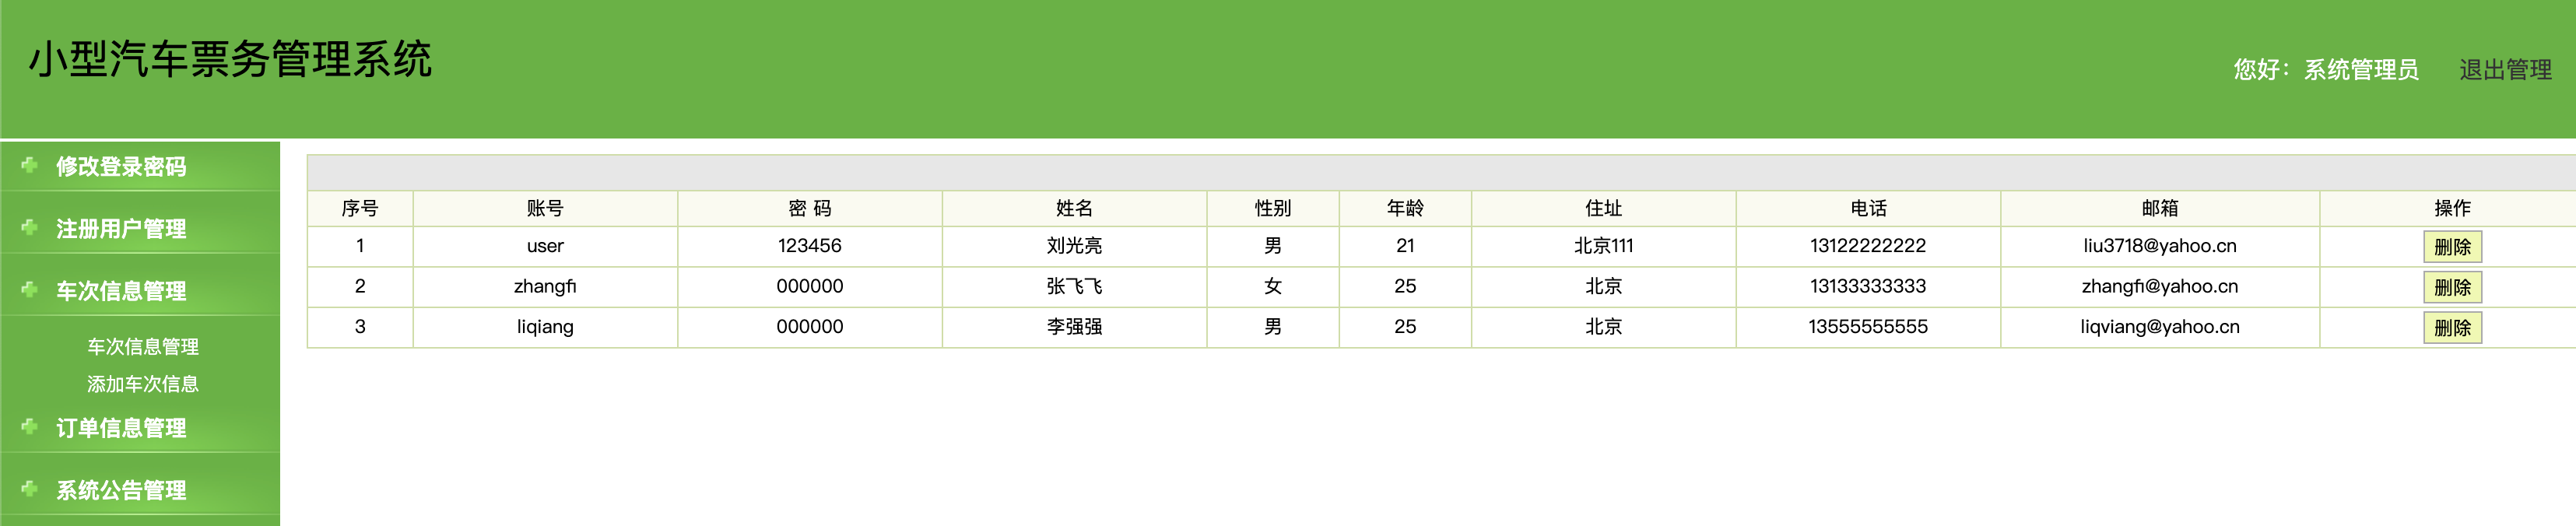 小型汽车票务管理系统
您好：系统管理员 退出管理
修改登录密码
注册用户管理
车次信息管理
车次信息管理
添加车次信息
订单信息管理
系统公告管理
序号 账号 密 码 姓名 性别 年龄 住址 电话 邮箱 操作
1 user 123456 刘光亮 男 21 北京111 13122222222 liu3718@yahoo.cn 删除
2 zhangfi 000000 张飞飞 女 25 北京 13133333333 zhangfi@yahoo.cn 删除
3 liqiang 000000 李强强 男 25 北京 13555555555 liqviang@yahoo.cn 删除